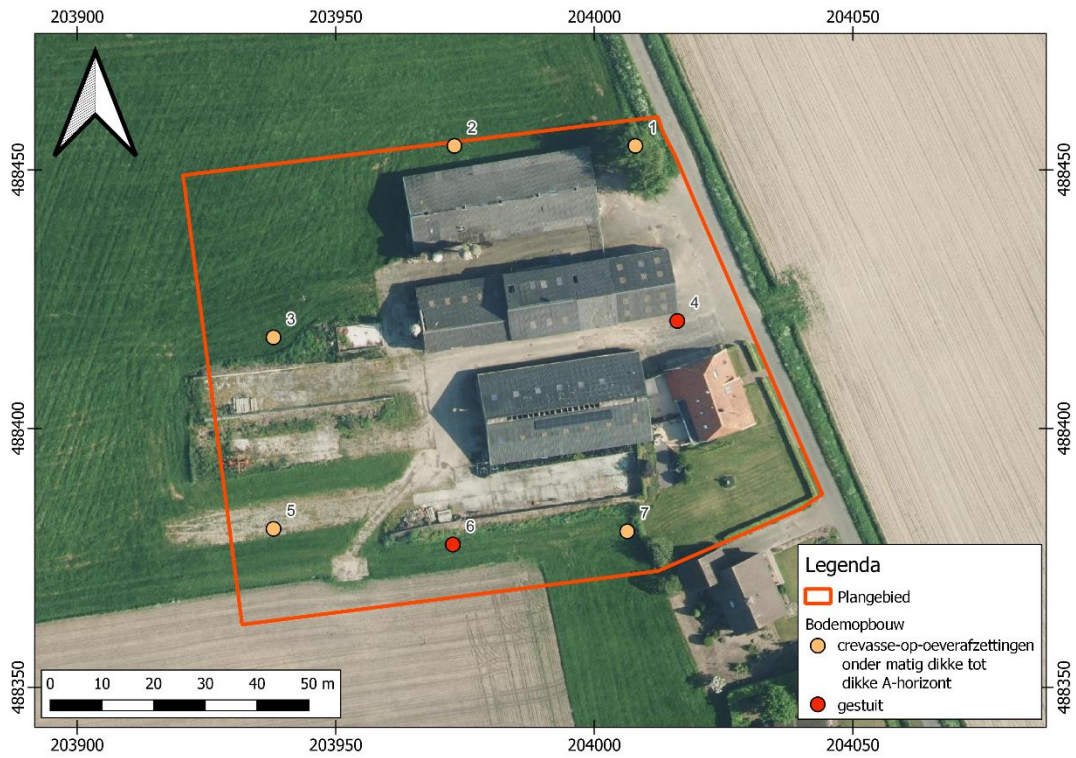 203900 203950 204000 204050
488450 488450
488400 488400
488350 488350
2 1
4
3
5 6 7
Legenda
Plangebied
Bodemopbouw
crevasse-op-oeverafzettingen
onder matig dikke tot
dikke A-horizont
gestuit
0 10 20 30 40 50 m
203900 203950 204000 204050